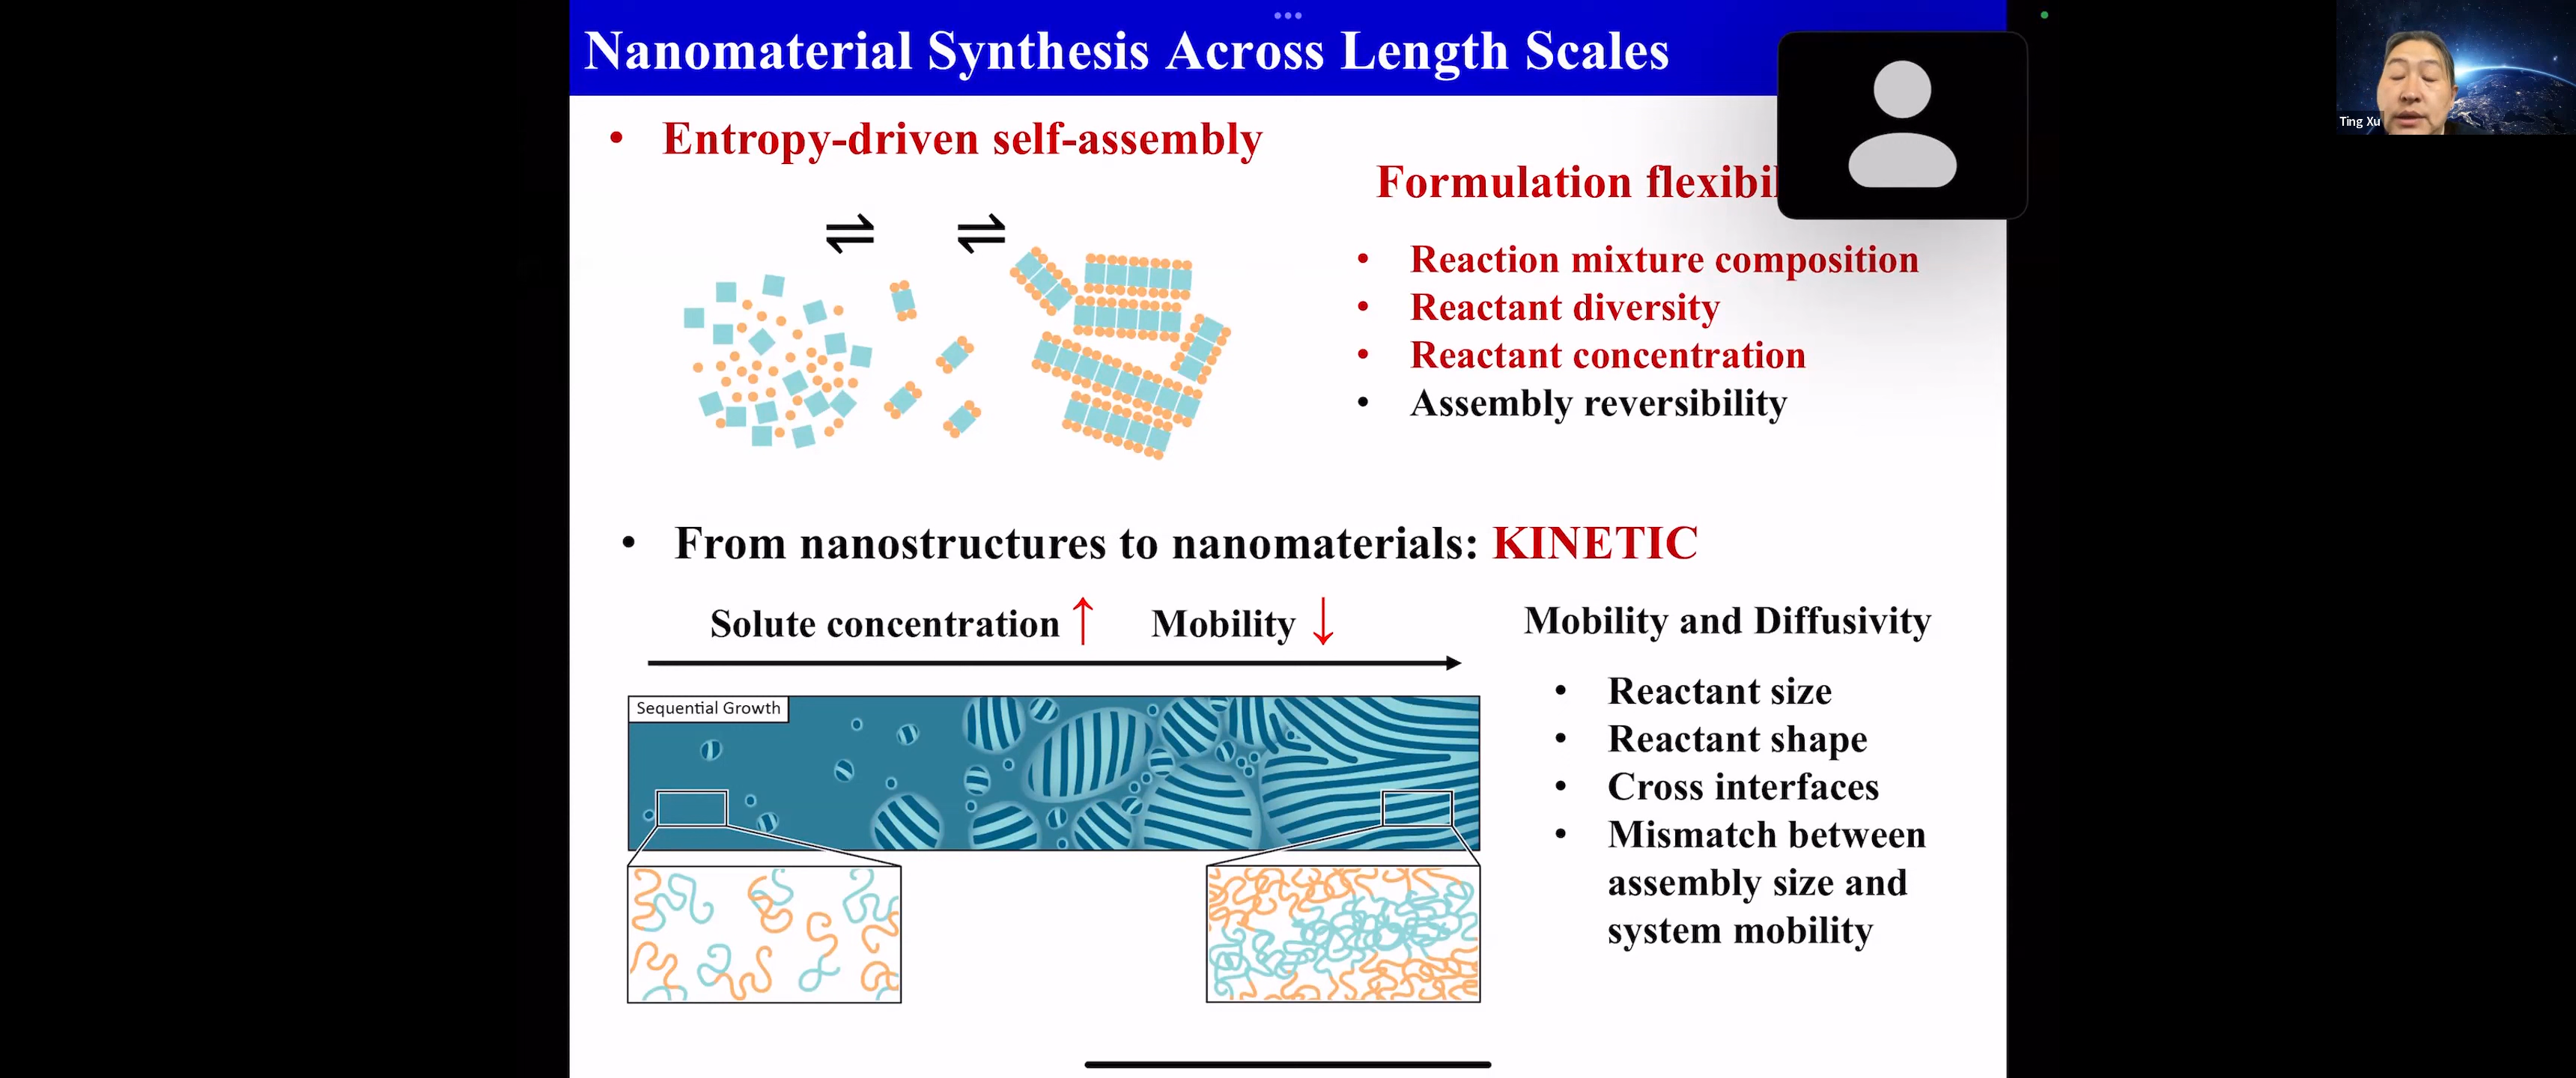 Nanomaterial Synthesis Across Length Scales
Ting Xu
• Entropy-driven self-assembly
Formulation
• Reaction mixture composition
• Reactant diversity
• Reactant concentration
• Assembly reversibility
• From nanostructures to nanomaterials: KINETIC
Solute concentration ↑ Mobility ↓
Sequential Growth
Mobility and Diffusivity
• Reactant size
• Reactant shape
• Cross interfaces
• Mismatch between
assembly size and
system mobility